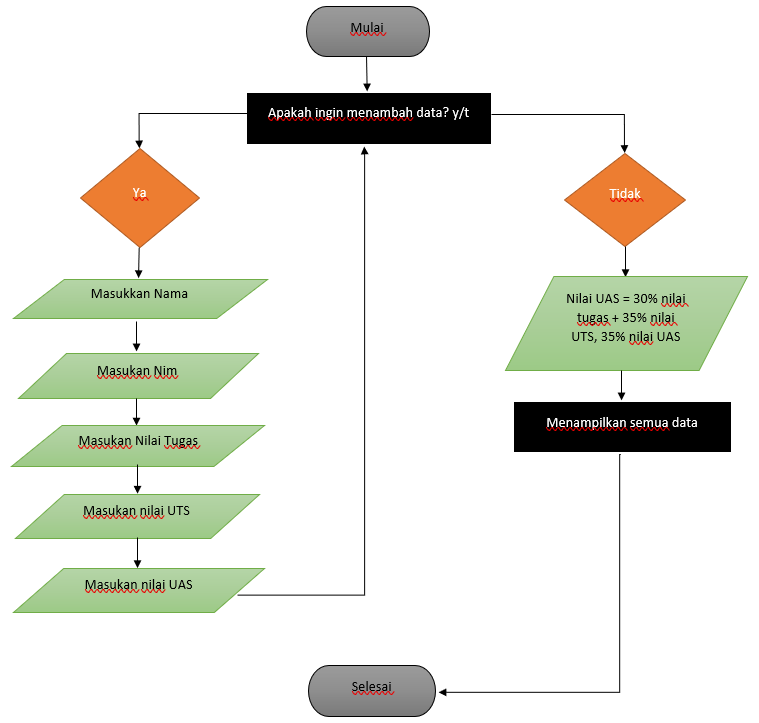 Mulai
Apakah ingin menambah data? y/t
Ya
Tidak
Masukkan Nama
Masukan Nim
Masukan Nilai Tugas
Masukan nilai UTS
Masukan nilai UAS
Nilai UAS = 30% nilai
tugas + 35% nilai
UTS, 35% nilai UAS
Menampilkan semua data
Selesai